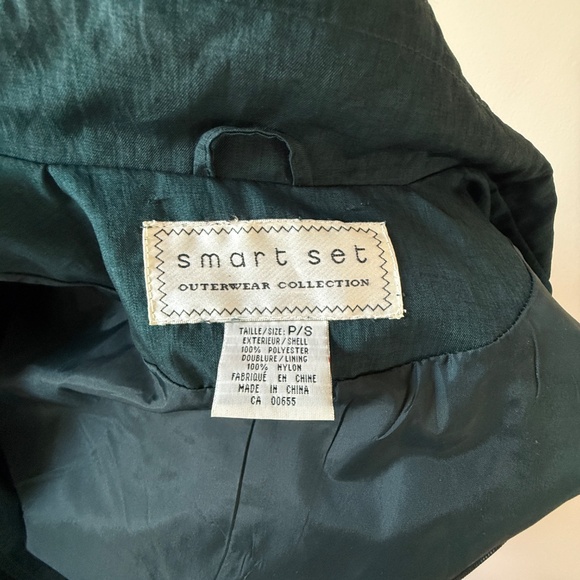 smart set
OUTERWEAR COLLECTION
TAILLE/SIZE: P/S
EXTERIEUR/SHELL
100% POLYESTER
DOUBLURE/LINING
100% NYLON
FABRIQUÉ EN CHINE
MADE IN CHINA
CA 00655